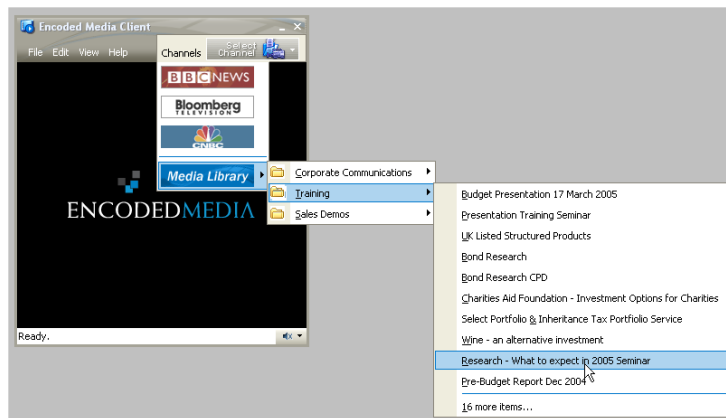 Encoded Media Client
File Edit View Help Channels Select Channel
BBC NEWS
Bloomberg
TELEVISION
CNBC
Media Library
Corporate Communications
Training
Sales Demos
ENCODEDMEDIA
Budget Presentation 17 March 2005
Presentation Training Seminar
UK Listed Structured Products
Bond Research
Bond Research CPD
Charities Aid Foundation - Investment Options for Charities
Select Portfolio & Inheritance Tax Portfiolio Service
Wine - an alternative investment
Research - What to expect in 2005 Seminar
Pre-Budget Report Dec 2004
16 more items...
Ready.